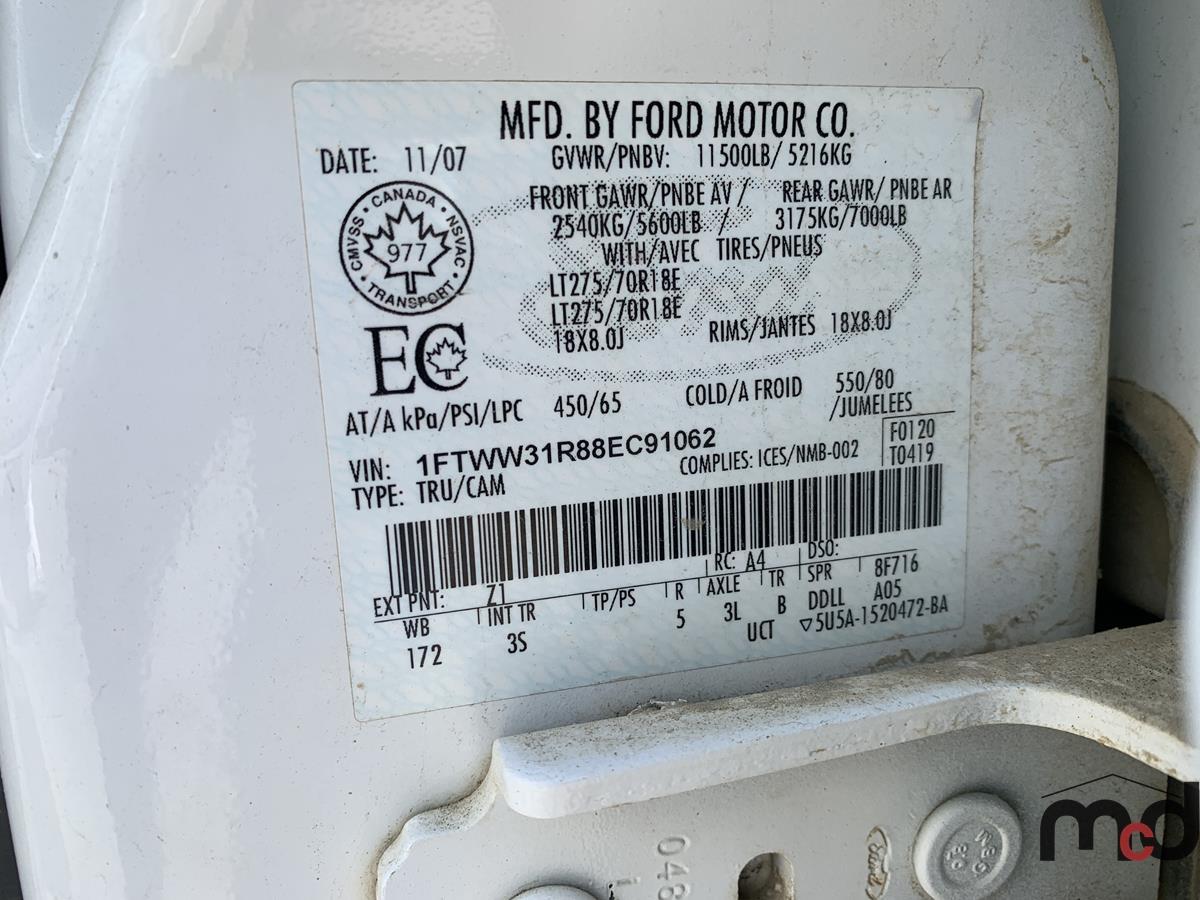 MFD. BY FORD MOTOR CO.
DATE: 11/07 GVWR/PNBV: 11500LB/ 5216KG
FRONT GAWR/PNBE AV / REAR GAWR/ PNBE AR
2540KG/5600LB / 3175KG/7000LB
WITH/AVEC TIRES/PNEUS
CMVSS • CANADA • NSVAC • TRANSPORT •
977
LT275/70R18E
LT275/70R18E
18X8.0J RIMS/JANTES 18X8.0J
EC
AT/A kPa/PSI/LPC 450/65 COLD/A FROID 550/80
/JUMELEES
VIN: 1FTWW31R88EC91062 F0120
TYPE: TRU/CAM COMPLIES: ICES/NMB-002 T0419
EXT PNT: Z1 RC: A4 DSO:
WB INT TR TP/PS R AXLE TR SPR 8F716
172 3S 5 3L B DDLL A05
UCT ▽5U5A-1520472-BA
048
Ford
mcd